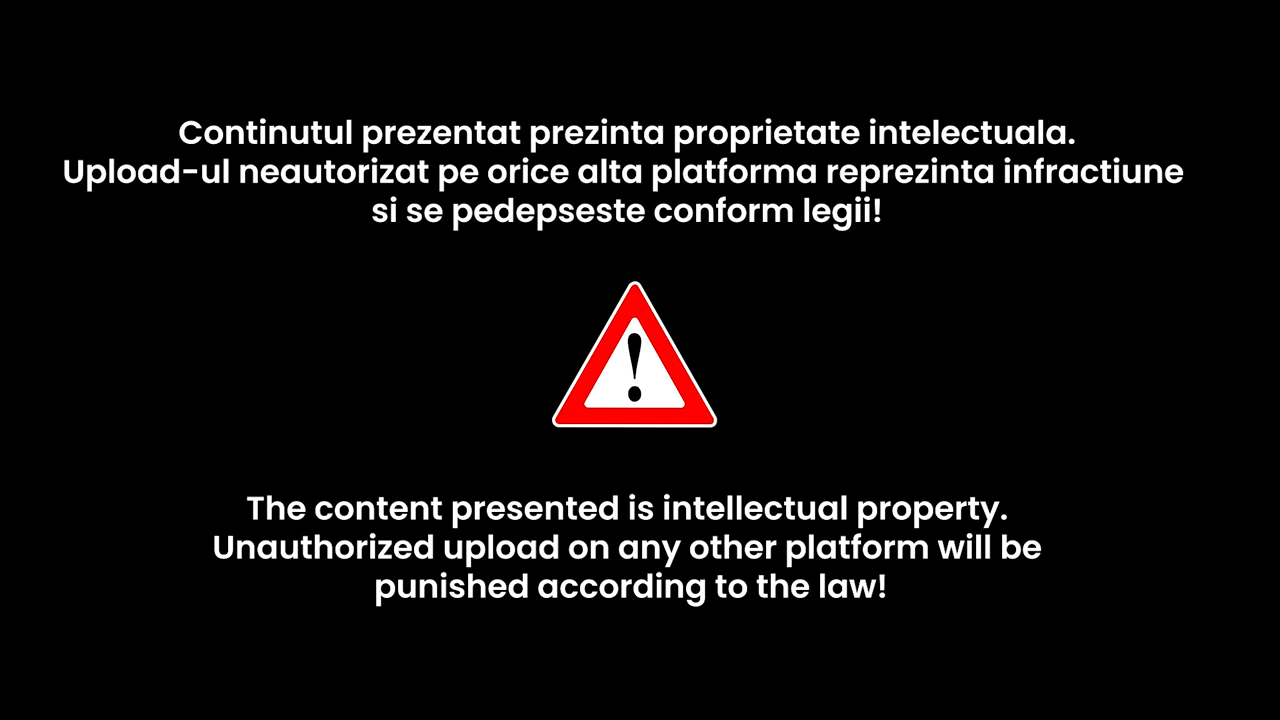 Continutul prezentat prezinta proprietate intelectuala.
Upload-ul neautorizat pe orice alta platforma reprezinta infractiune
si se pedepseste conform legii!
!
The content presented is intellectual property.
Unauthorized upload on any other platform will be
punished according to the law!